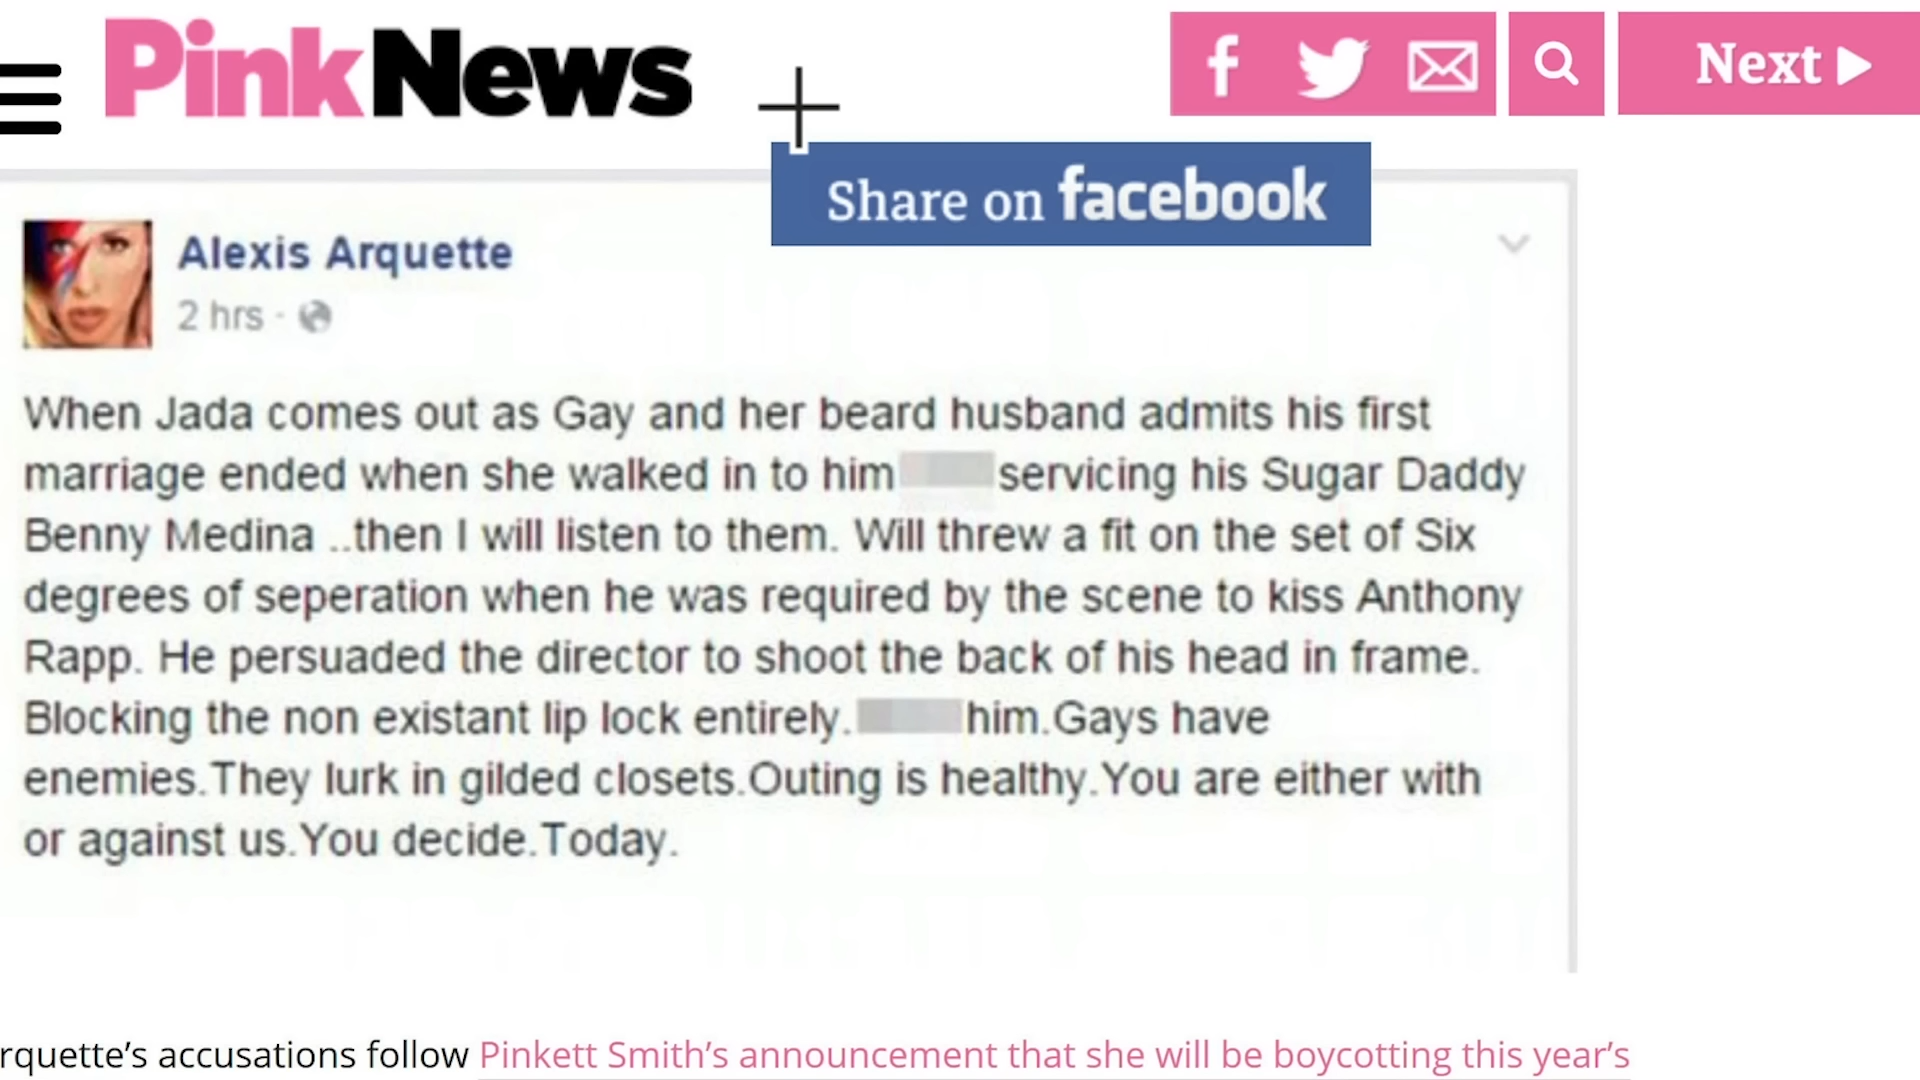 PinkNews
Next
Share on facebook
Alexis Arquette
2 hrs
When Jada comes out as Gay and her beard husband admits his first
marriage ended when she walked in to him servicing his Sugar Daddy
Benny Medina ..then I will listen to them. Will threw a fit on the set of Six
degrees of seperation when he was required by the scene to kiss Anthony
Rapp. He persuaded the director to shoot the back of his head in frame.
Blocking the non existant lip lock entirely. him.Gays have
enemies.They lurk in gilded closets.Outing is healthy.You are either with
or against us.You decide.Today.
rquette's accusations follow Pinkett Smith's announcement that she will be boycotting this year's